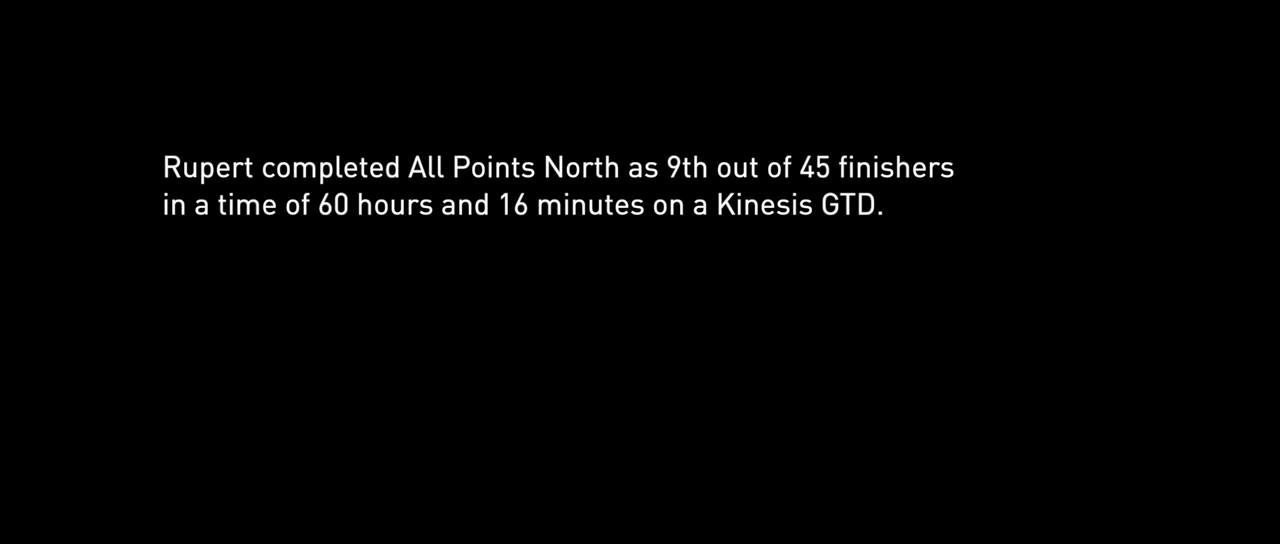 Rupert completed All Points North as 9th out of 45 finishers
in a time of 60 hours and 16 minutes on a Kinesis GTD.